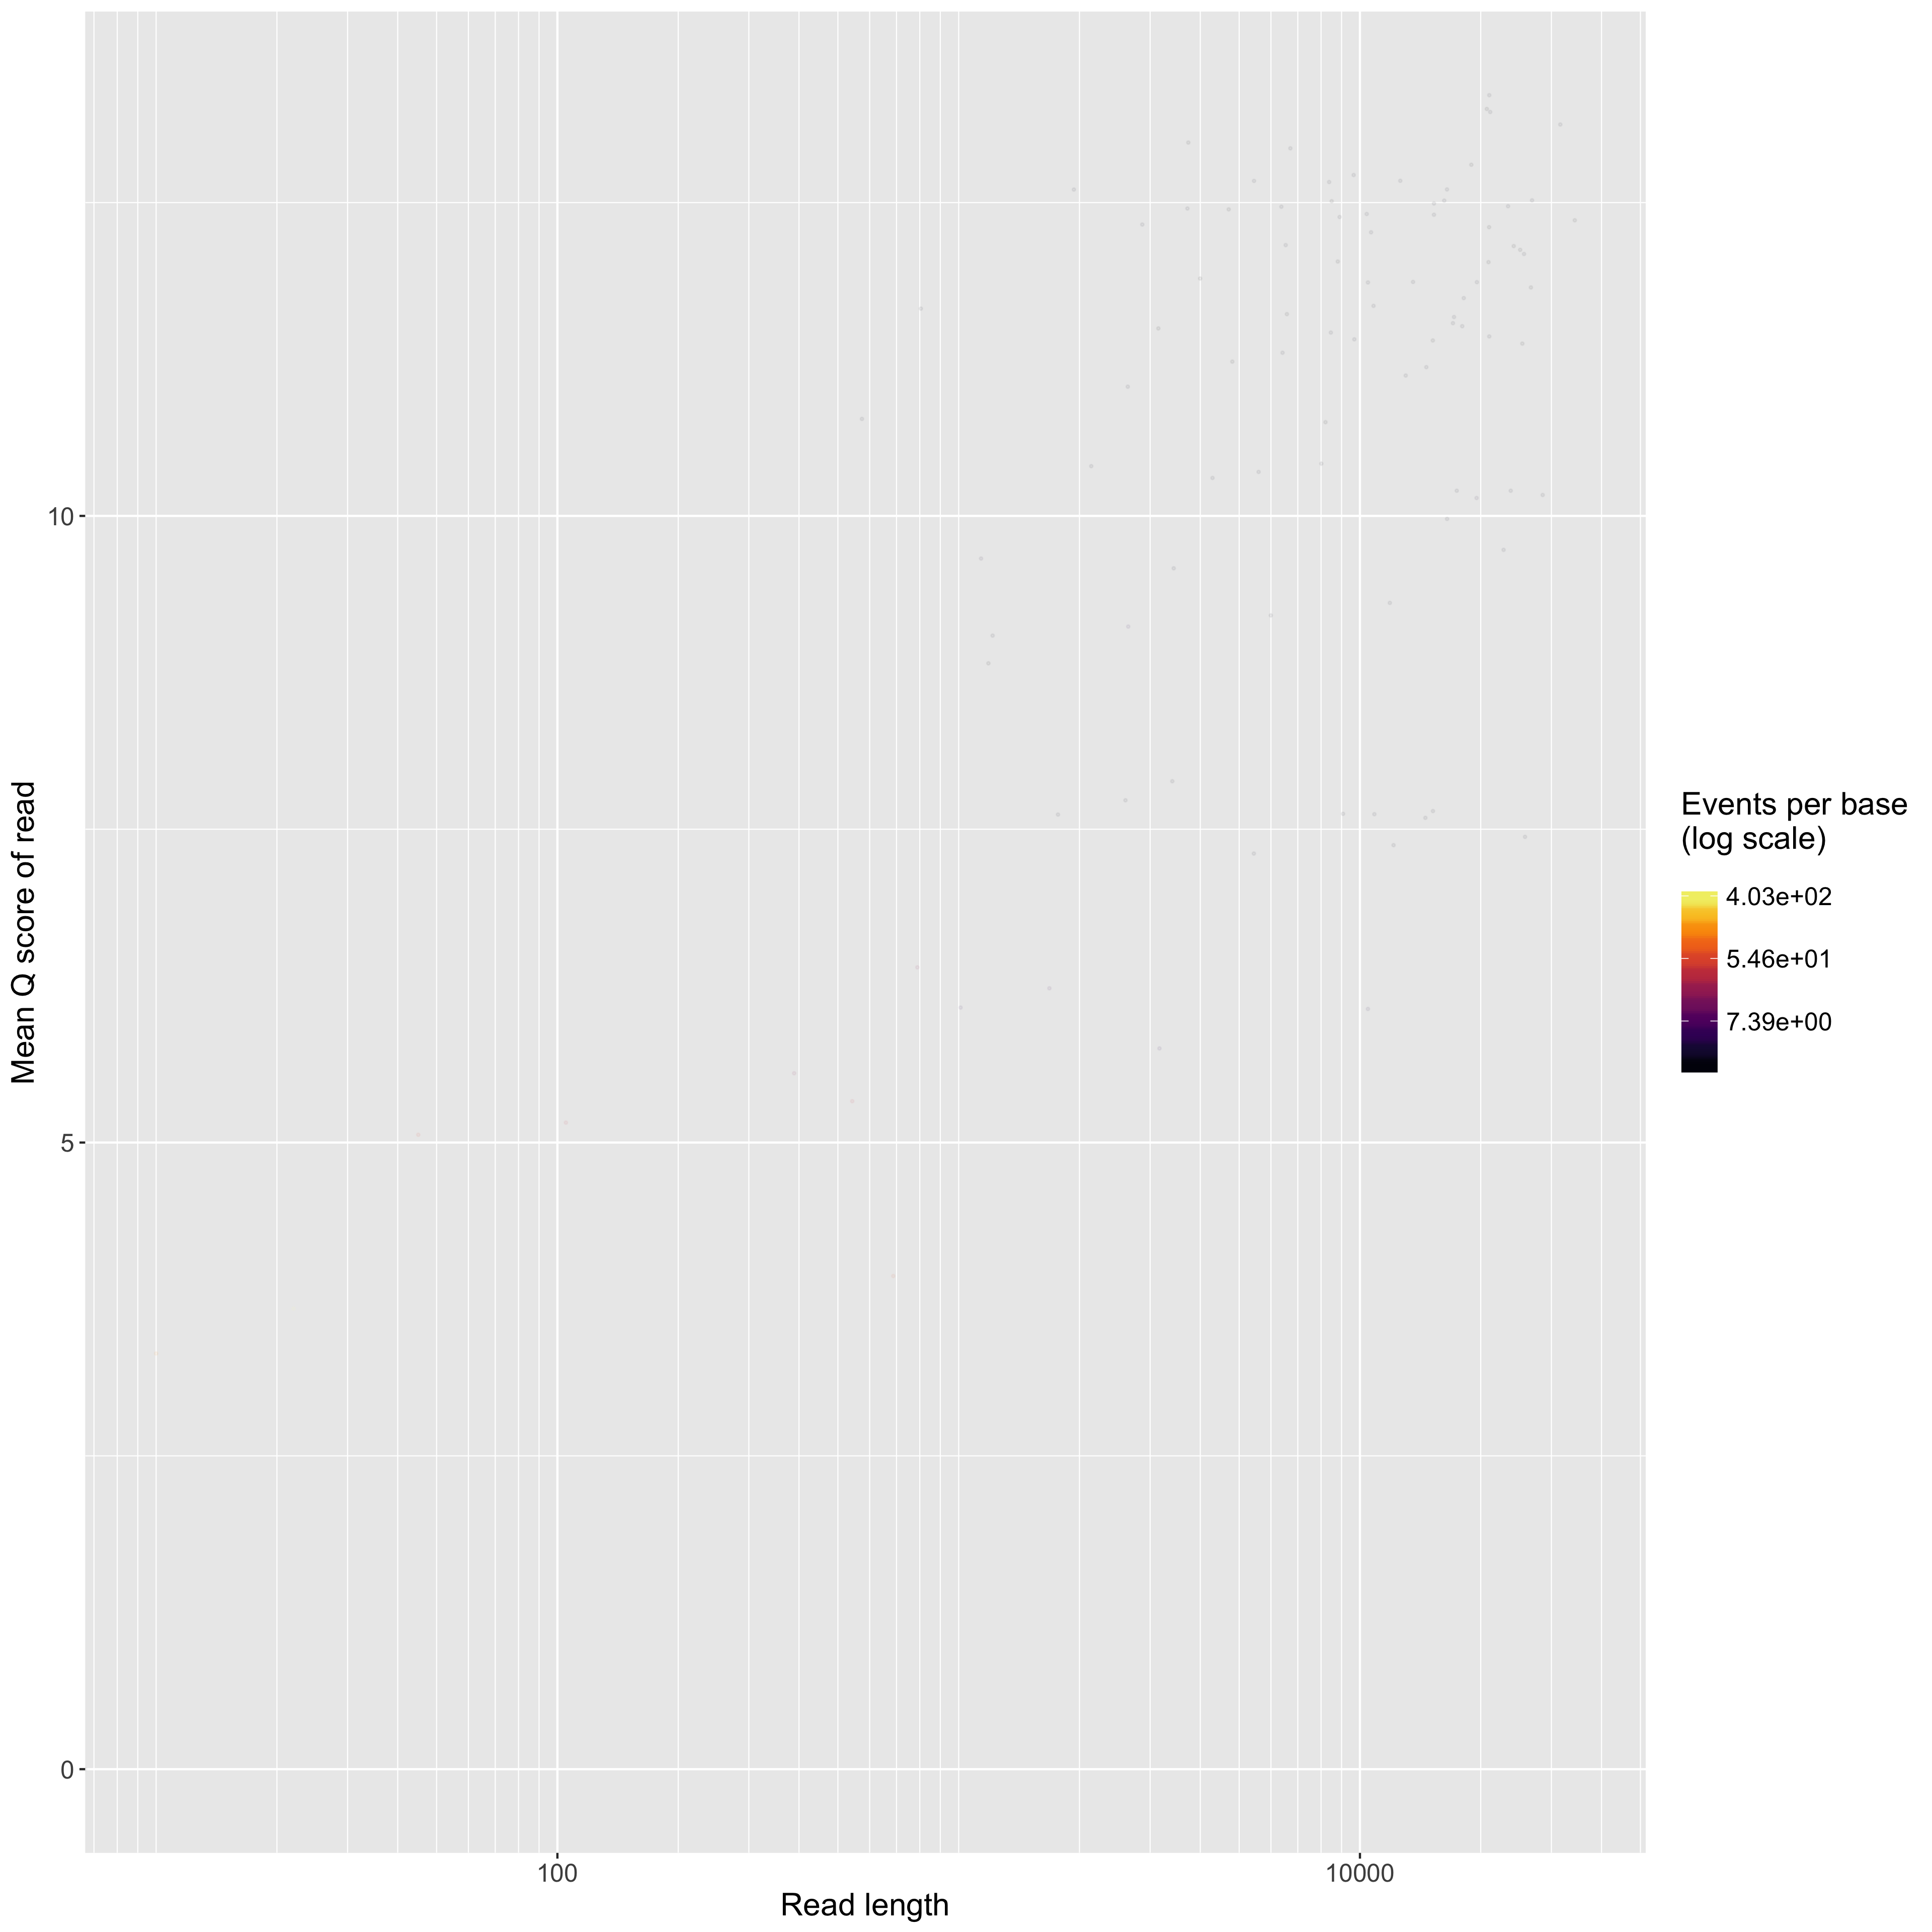 Mean Q score of read
10
5
0
100
10000
Read length
Events per base
(log scale)
4.03e+02
5.46e+01
7.39e+00